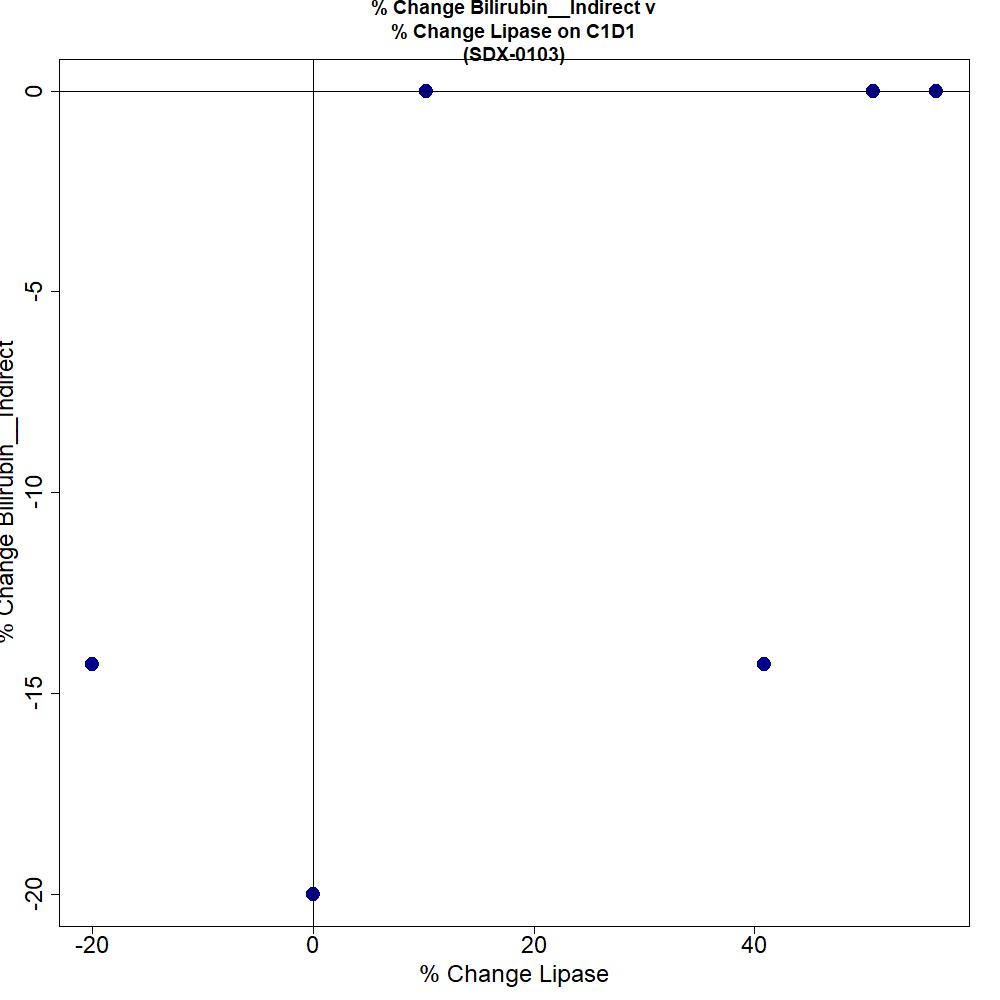 % Change Bilirubin__Indirect v
% Change Lipase on C1D1
(SDX-0103)
% Change Bilirubin__Indirect
0
-5
-10
-15
-20
-20
0
20
40
% Change Lipase